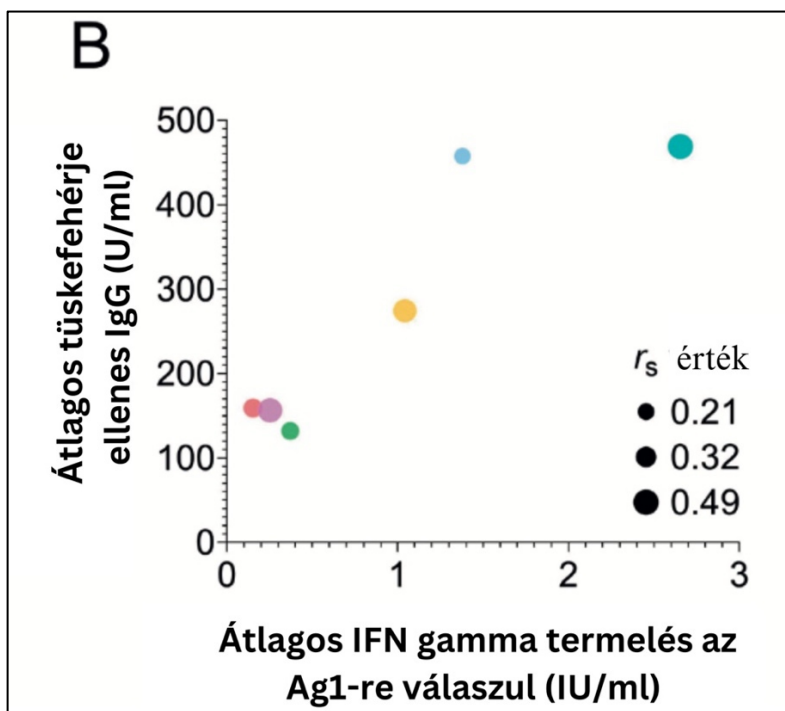 B
Átlagos tüskefehérje
ellenes IgG (U/ml)
500
400
300
200
100
0
rs érték
0.21
0.32
0.49
0 1 2 3
Átlagos IFN gamma termelés az
Ag1-re válaszul (IU/ml)